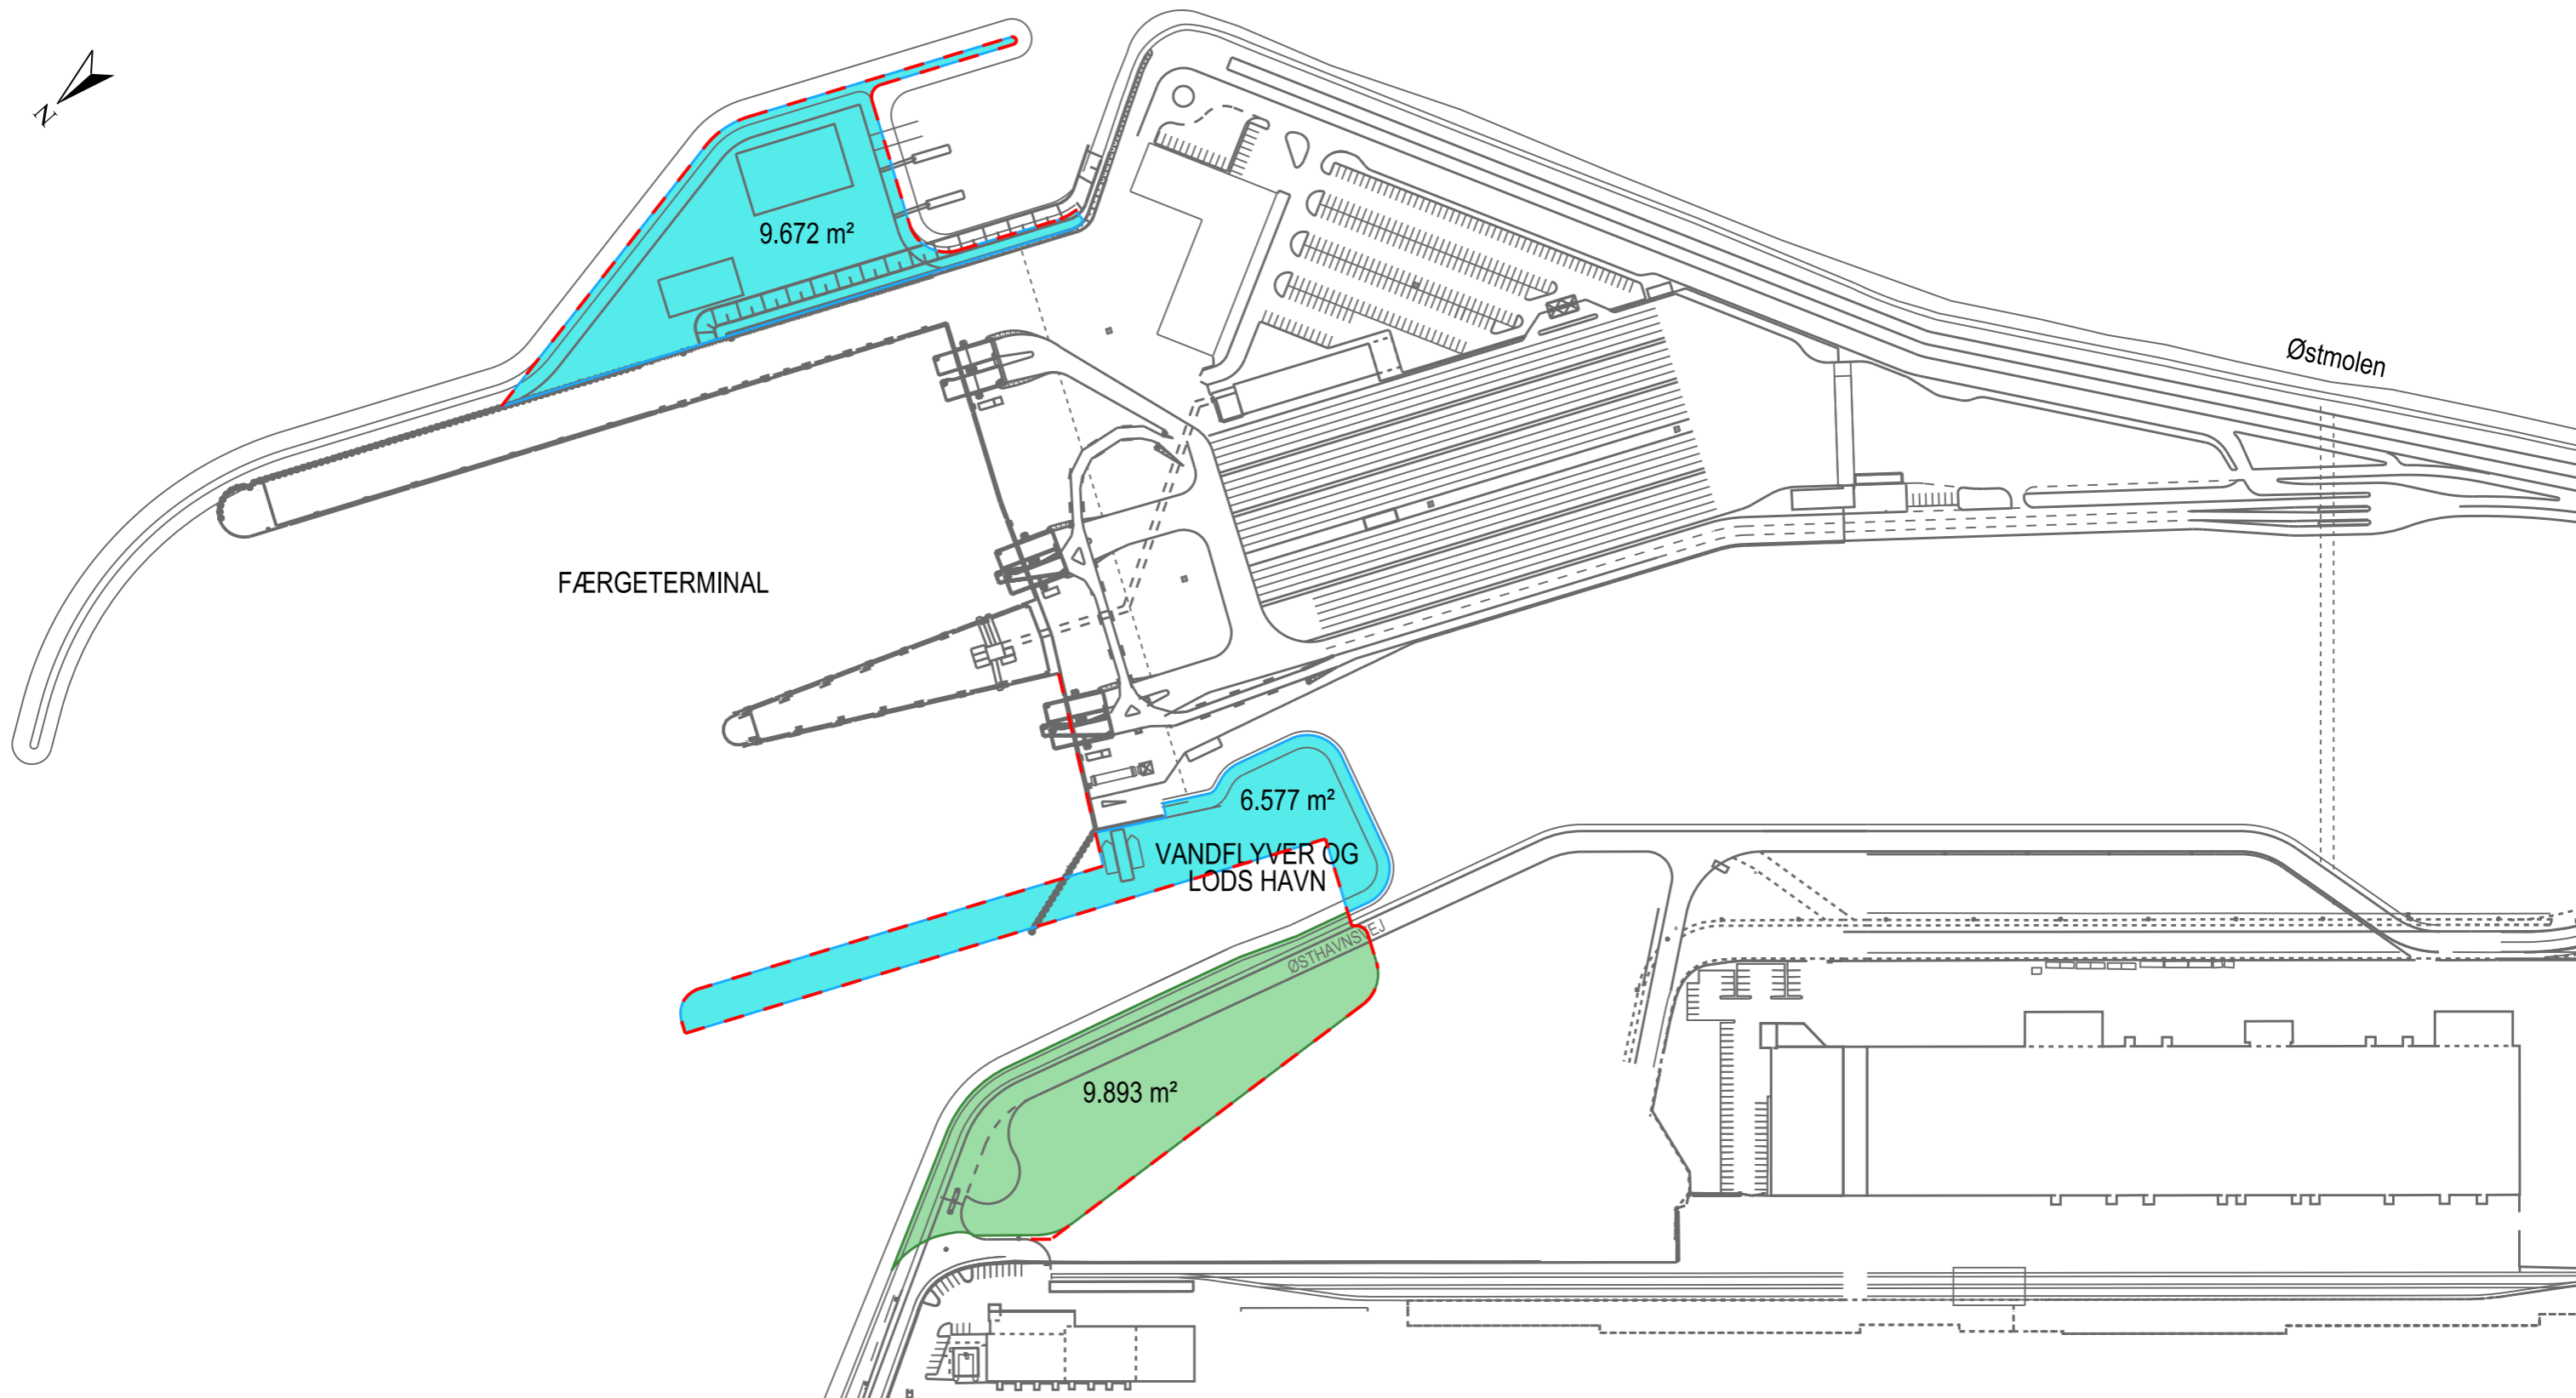 N
9.672 m²
Østmolen
FÆRGETERMINAL
6.577 m²
VANDFLYVER OG
LODS HAVN
ØSTHAVNSVEJ
9.893 m²